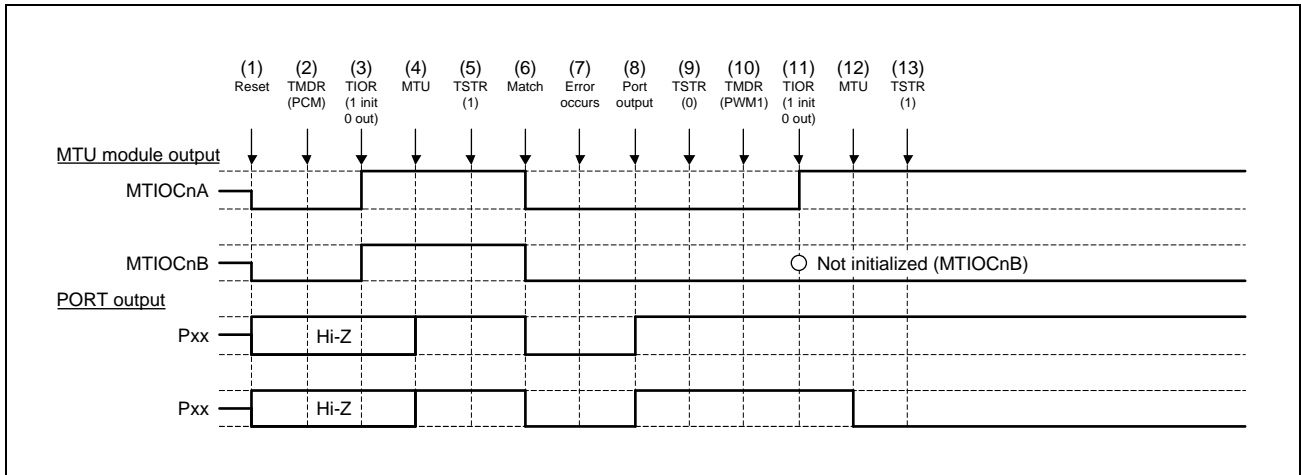 (1) (2) (3) (4) (5) (6) (7) (8) (9) (10) (11) (12) (13)
Reset TMDR TIOR MTU TSTR Match Error Port TSTR TMDR TIOR MTU TSTR
(PCM) (1 init (1) occurs output (0) (PWM1) (1 init (1)
0 out) 0 out)
MTU module output
MTIOCnA
MTIOCnB
Not initialized (MTIOCnB)
PORT output
Pxx
Hi-Z
Pxx
Hi-Z